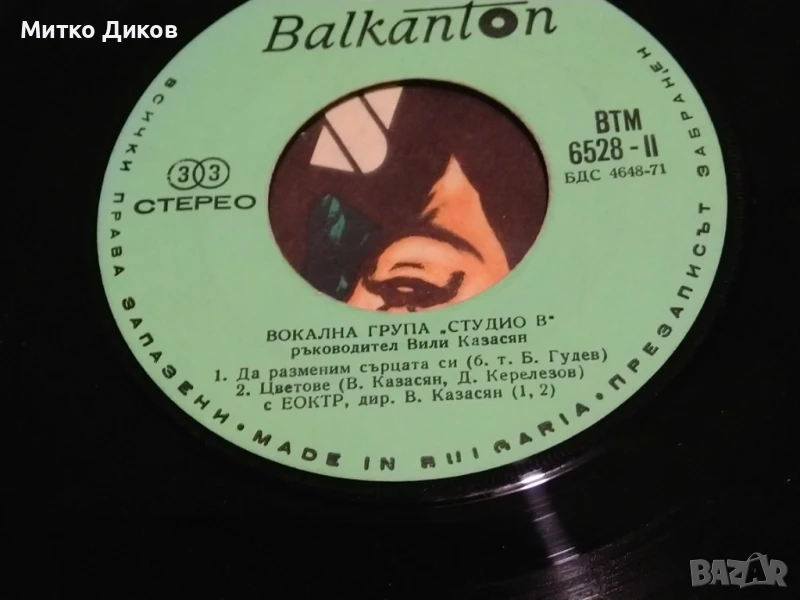 Митко Диков
Balkanton
ВСИЧКИ ПРАВА ЗАПАЗЕНИ • MADE IN BULGARIA • ПРЕЗАПИСЪТ ЗАБРАНЕН
33
СТЕРЕО
ВТМ
6528 - II
БДС 4648-71
ВОКАЛНА ГРУПА „СТУДИО В"
ръководител Вили Казасян
1. Да разменим сърцата си (б. т. Б. Гудев)
2. Цветове (В. Казасян, Д. Керелезов)
с ЕОКТР, дир. В. Казасян (1, 2)
BAZAR